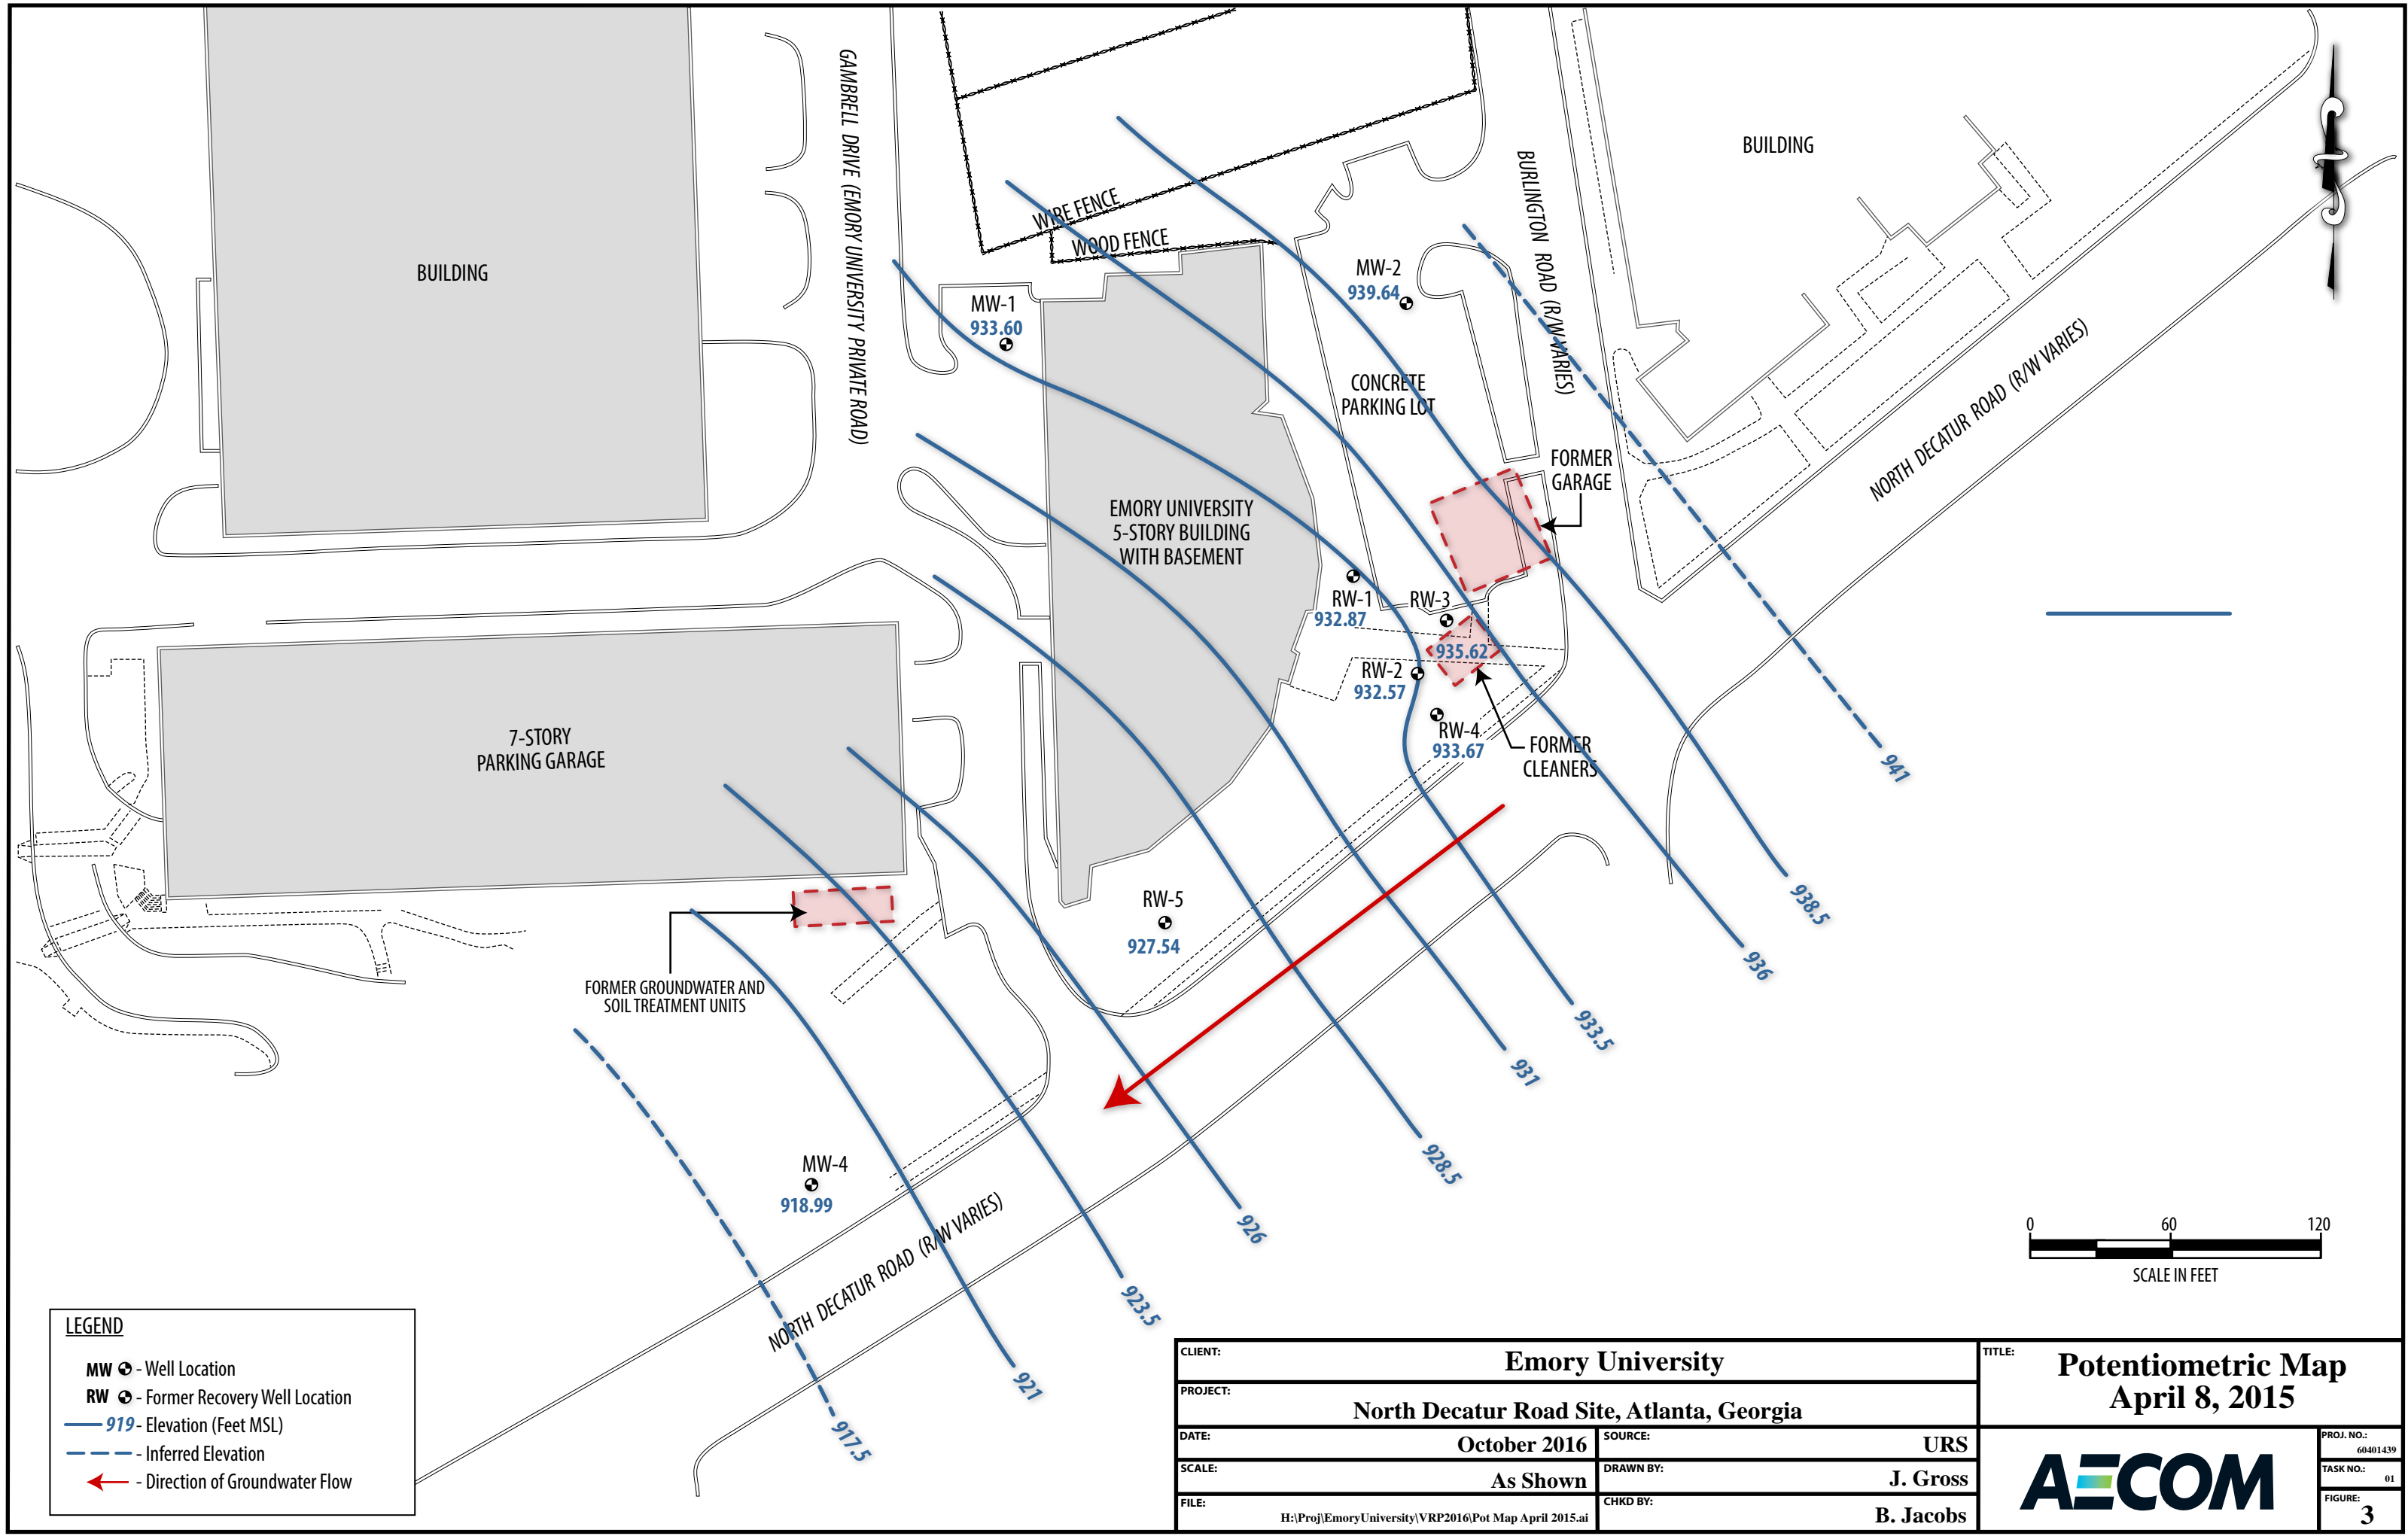 BUILDING
GAMBRELL DRIVE (EMORY UNIVERSITY PRIVATE ROAD)
WIRE FENCE
WOOD FENCE
BURLINGTON ROAD (R/W VARIES)
BUILDING
NORTH DECATUR ROAD (R/W VARIES)
MW-1
933.60
MW-2
939.64
CONCRETE
PARKING LOT
FORMER
GARAGE
EMORY UNIVERSITY
5-STORY BUILDING
WITH BASEMENT
RW-1
932.87
RW-3
935.62
RW-2
932.57
RW-4
933.67
FORMER
CLEANERS
7-STORY
PARKING GARAGE
RW-5
927.54
FORMER GROUNDWATER AND
SOIL TREATMENT UNITS
MW-4
918.99
NORTH DECATUR ROAD (R/W VARIES)
941
938.5
936
933.5
931
928.5
926
923.5
921
917.5
0 60 120
SCALE IN FEET
LEGEND
MW - Well Location
RW - Former Recovery Well Location
919 - Elevation (Feet MSL)
- Inferred Elevation
- Direction of Groundwater Flow
CLIENT: Emory University
PROJECT:
North Decatur Road Site, Atlanta, Georgia
DATE: October 2016
SOURCE: URS
SCALE: As Shown
DRAWN BY: J. Gross
FILE: H:\Proj\EmoryUniversity\VRP2016\Pot Map April 2015.ai
CHKD BY: B. Jacobs
TITLE: Potentiometric Map
April 8, 2015
AECOM
PROJ. NO.:
60401439
TASK NO.:
01
FIGURE:
3